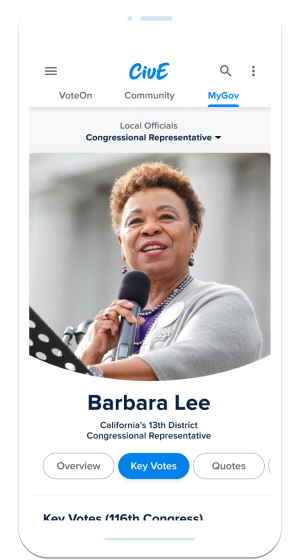 CivE
VoteOn Community MyGov
Local Officials
Congressional Representative
Barbara Lee
California's 13th District
Congressional Representative
Overview Key Votes Quotes
Key Votes (116th Congress)